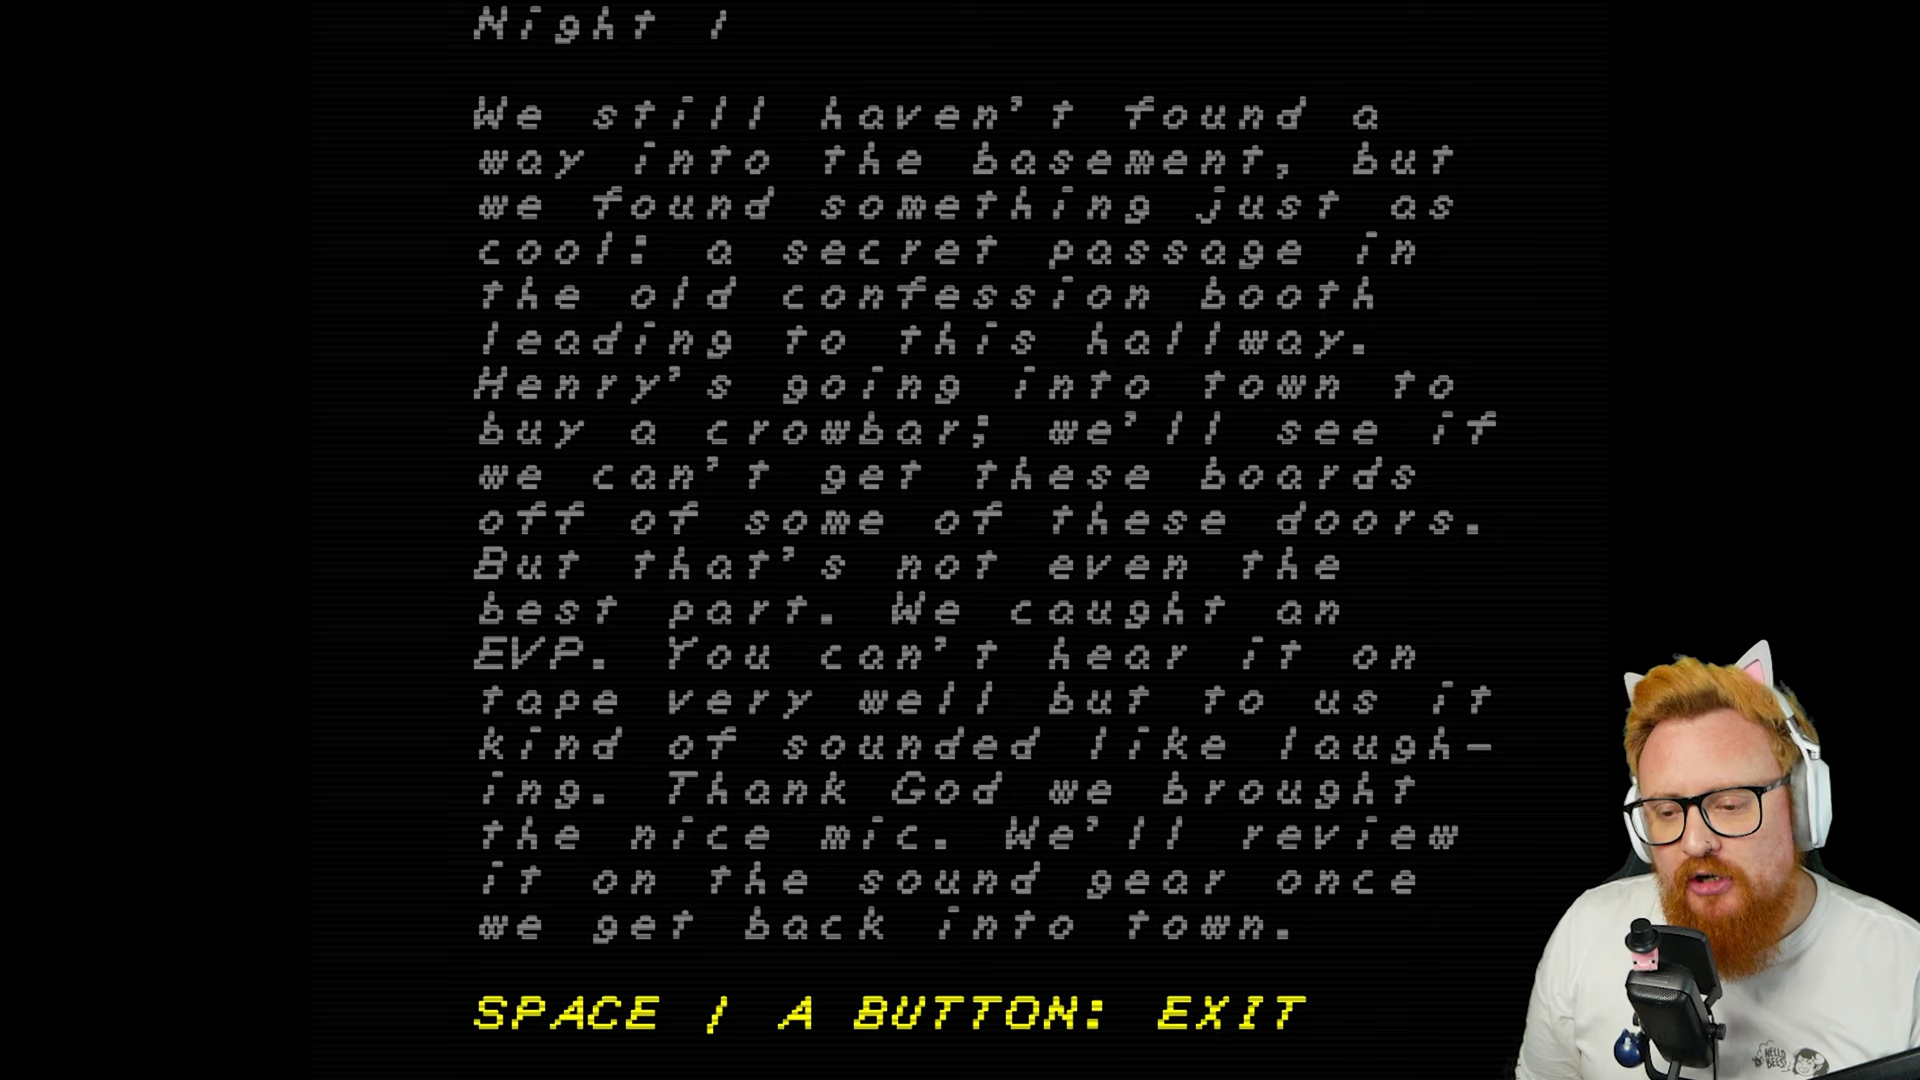 Night 1
We still haven't found a
way into the basement, but
we found something just as
cool: a secret passage in
the old confession booth
leading to this hallway.
Henry's going into town to
buy a crowbar; we'll see if
we can't get these boards
off of some of these doors.
But that's not even the
best part. We caught an
EVP. You can't hear it on
tape very well but to us it
kind of sounded like laugh-
ing. Thank God we brought
the nice mic. We'll review
it on the sound gear once
we get back into town.
SPACE / A BUTTON: EXIT
HELLO
BEES!